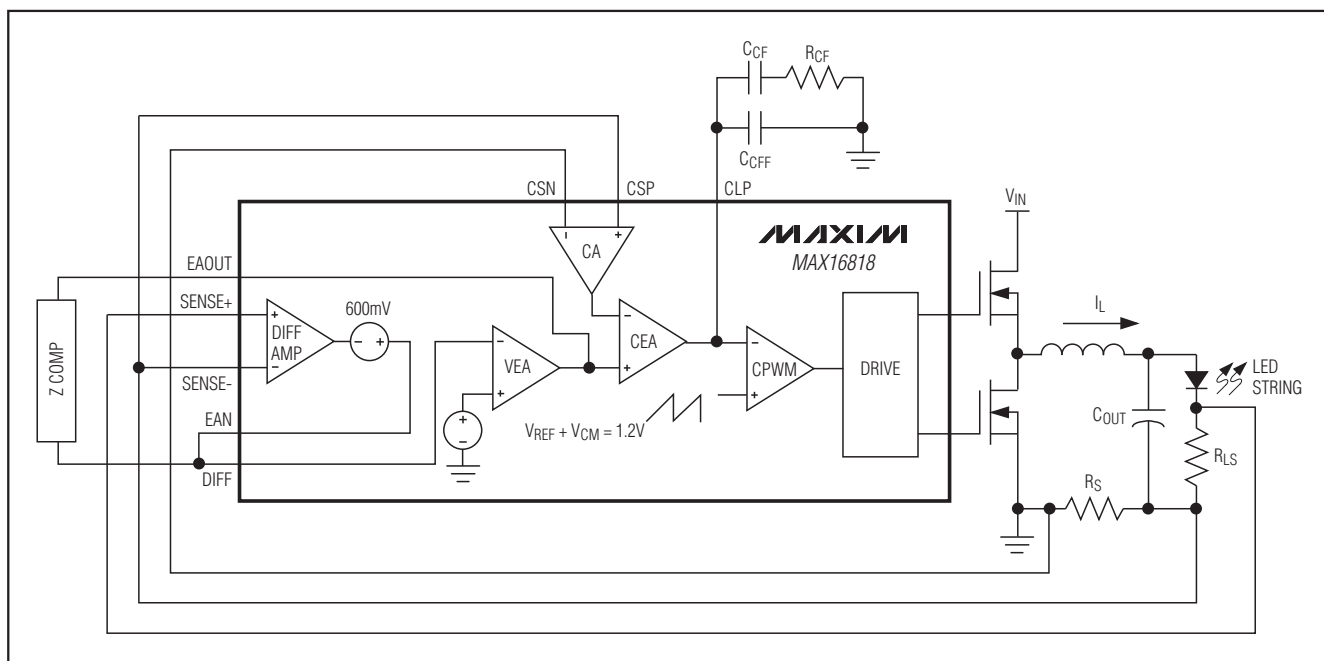 CCF
RCF
CCFF
CSN
CSP
CLP
VIN
MAXIM
MAX16818
CA
EAOUT
SENSE+
600mV
IL
Z COMP
+
DIFF
AMP
−
− +
−
VEA
+
−
CEA
+
−
CPWM
+
DRIVE
LED
STRING
SENSE-
EAN
+
−
VREF + VCM = 1.2V
COUT
RLS
DIFF
RS